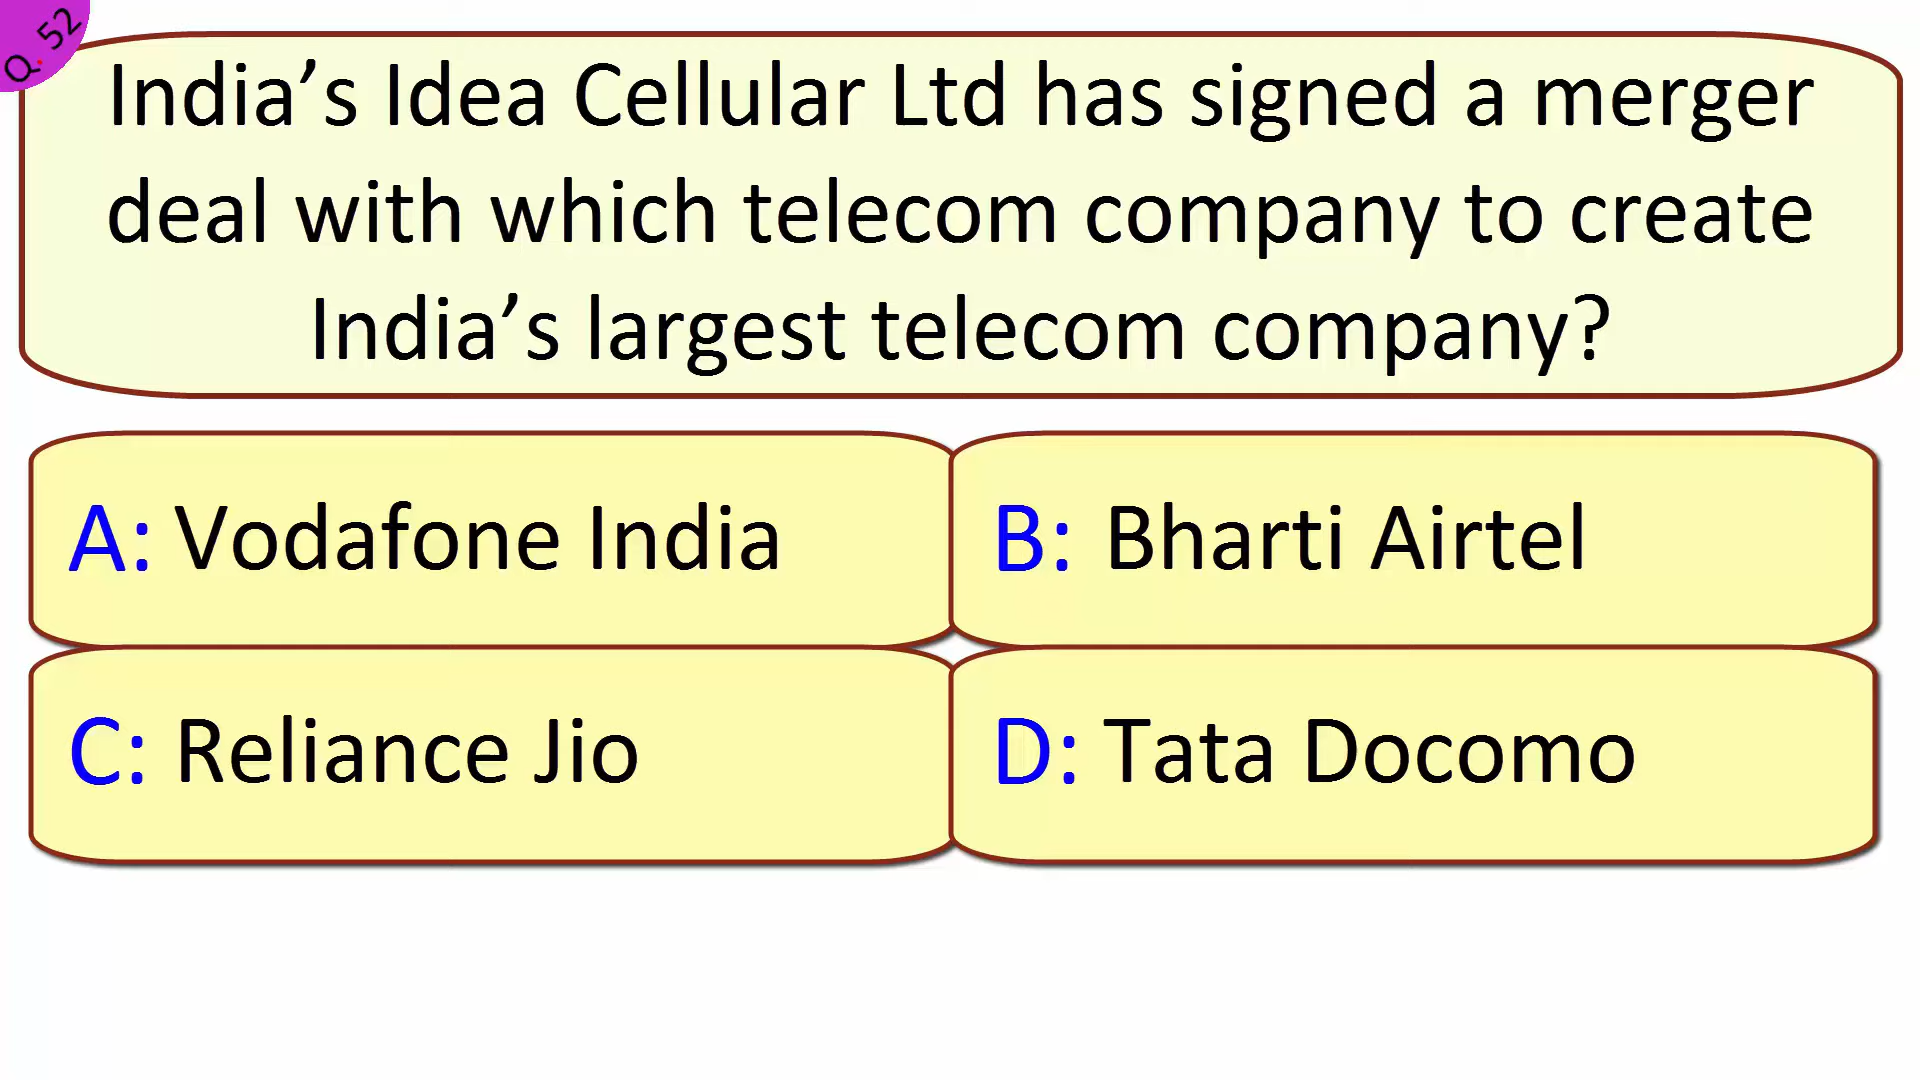 Q. 52
India’s Idea Cellular Ltd has signed a merger
deal with which telecom company to create
India’s largest telecom company?
A: Vodafone India
B: Bharti Airtel
C: Reliance Jio
D: Tata Docomo